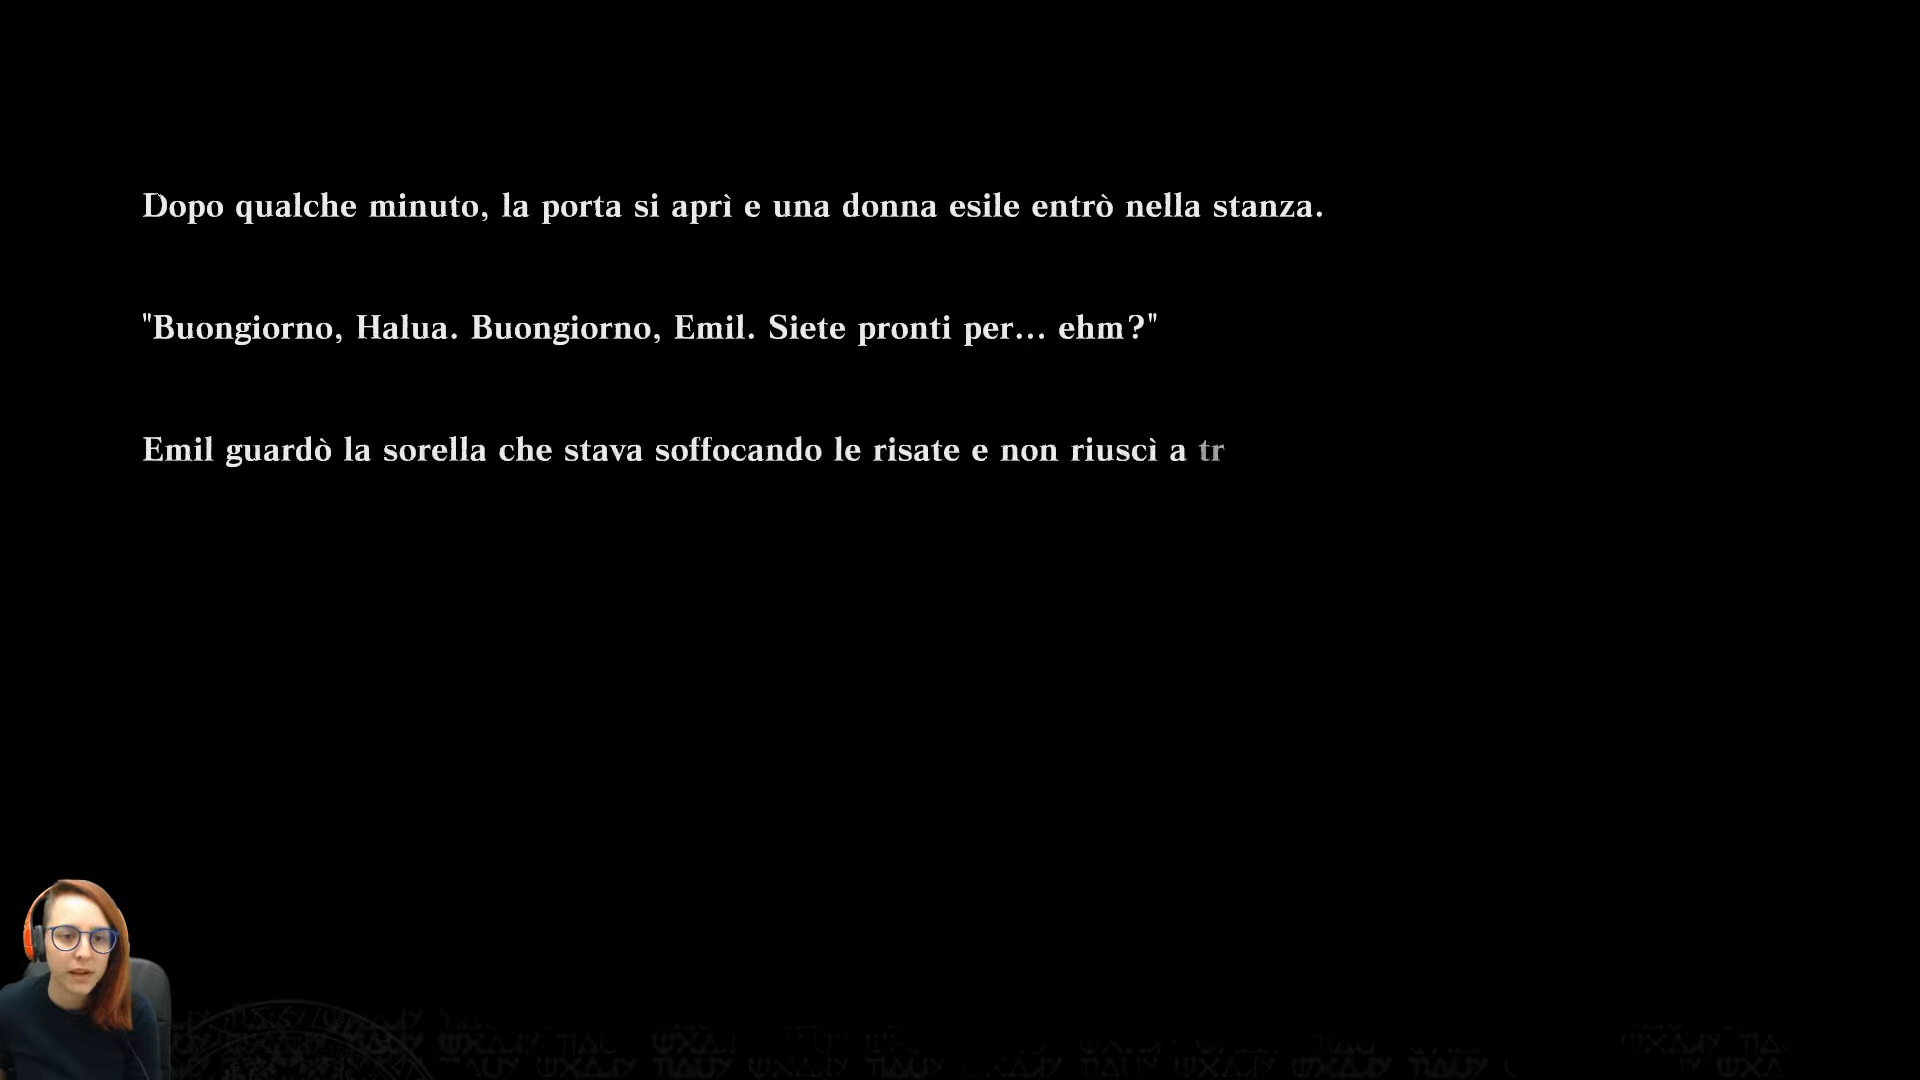 Dopo qualche minuto, la porta si aprì e una donna esile entrò nella stanza.
"Buongiorno, Halua. Buongiorno, Emil. Siete pronti per... ehm?"
Emil guardò la sorella che stava soffocando le risate e non riuscì a tr